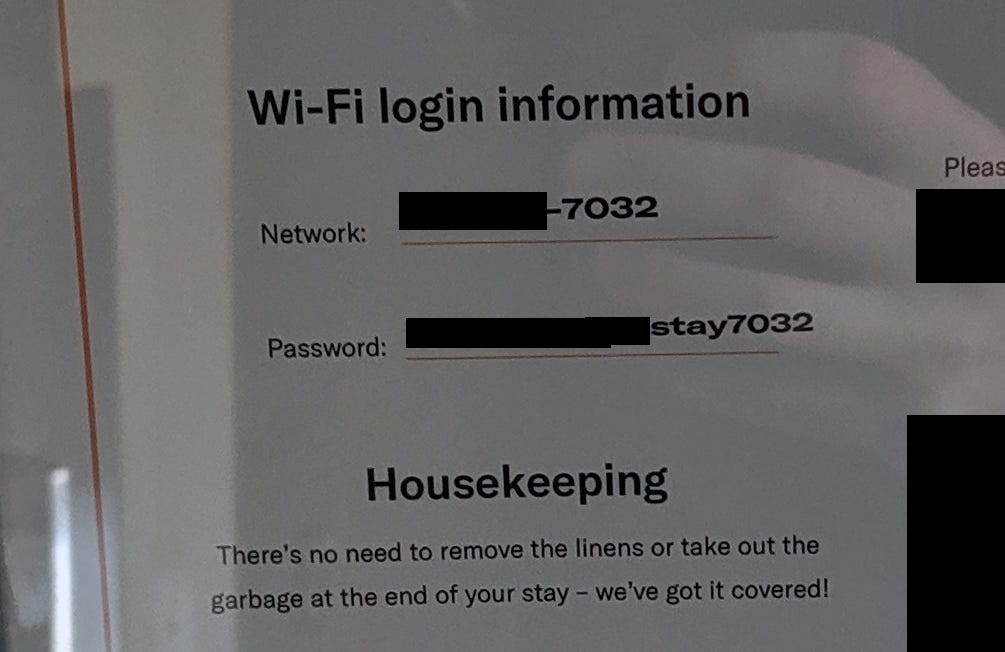 Wi-Fi login information
Pleas
Network: -7032
Password: stay7032
Housekeeping
There's no need to remove the linens or take out the
garbage at the end of your stay – we've got it covered!